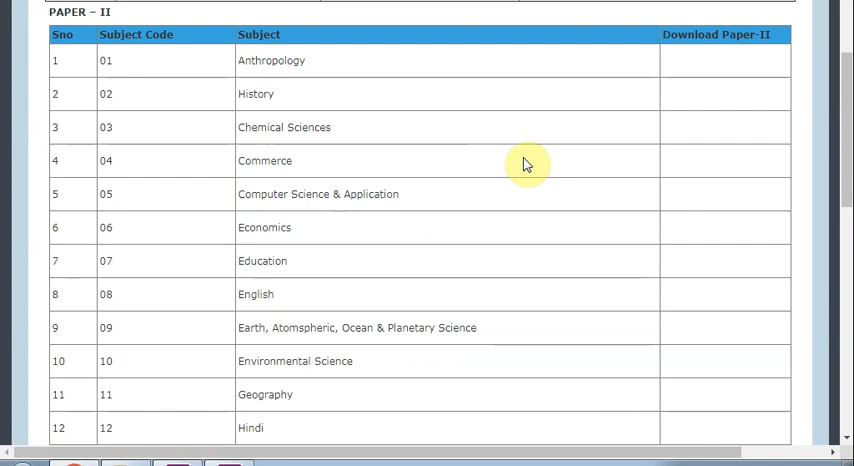 PAPER – II
Sno Subject Code Subject Download Paper-II
1 01 Anthropology
2 02 History
3 03 Chemical Sciences
4 04 Commerce
5 05 Computer Science & Application
6 06 Economics
7 07 Education
8 08 English
9 09 Earth, Atomspheric, Ocean & Planetary Science
10 10 Environmental Science
11 11 Geography
12 12 Hindi